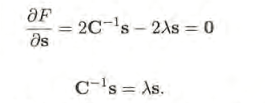 ∂F/∂s = 2C⁻¹s − 2λs = 0
C⁻¹s = λs.